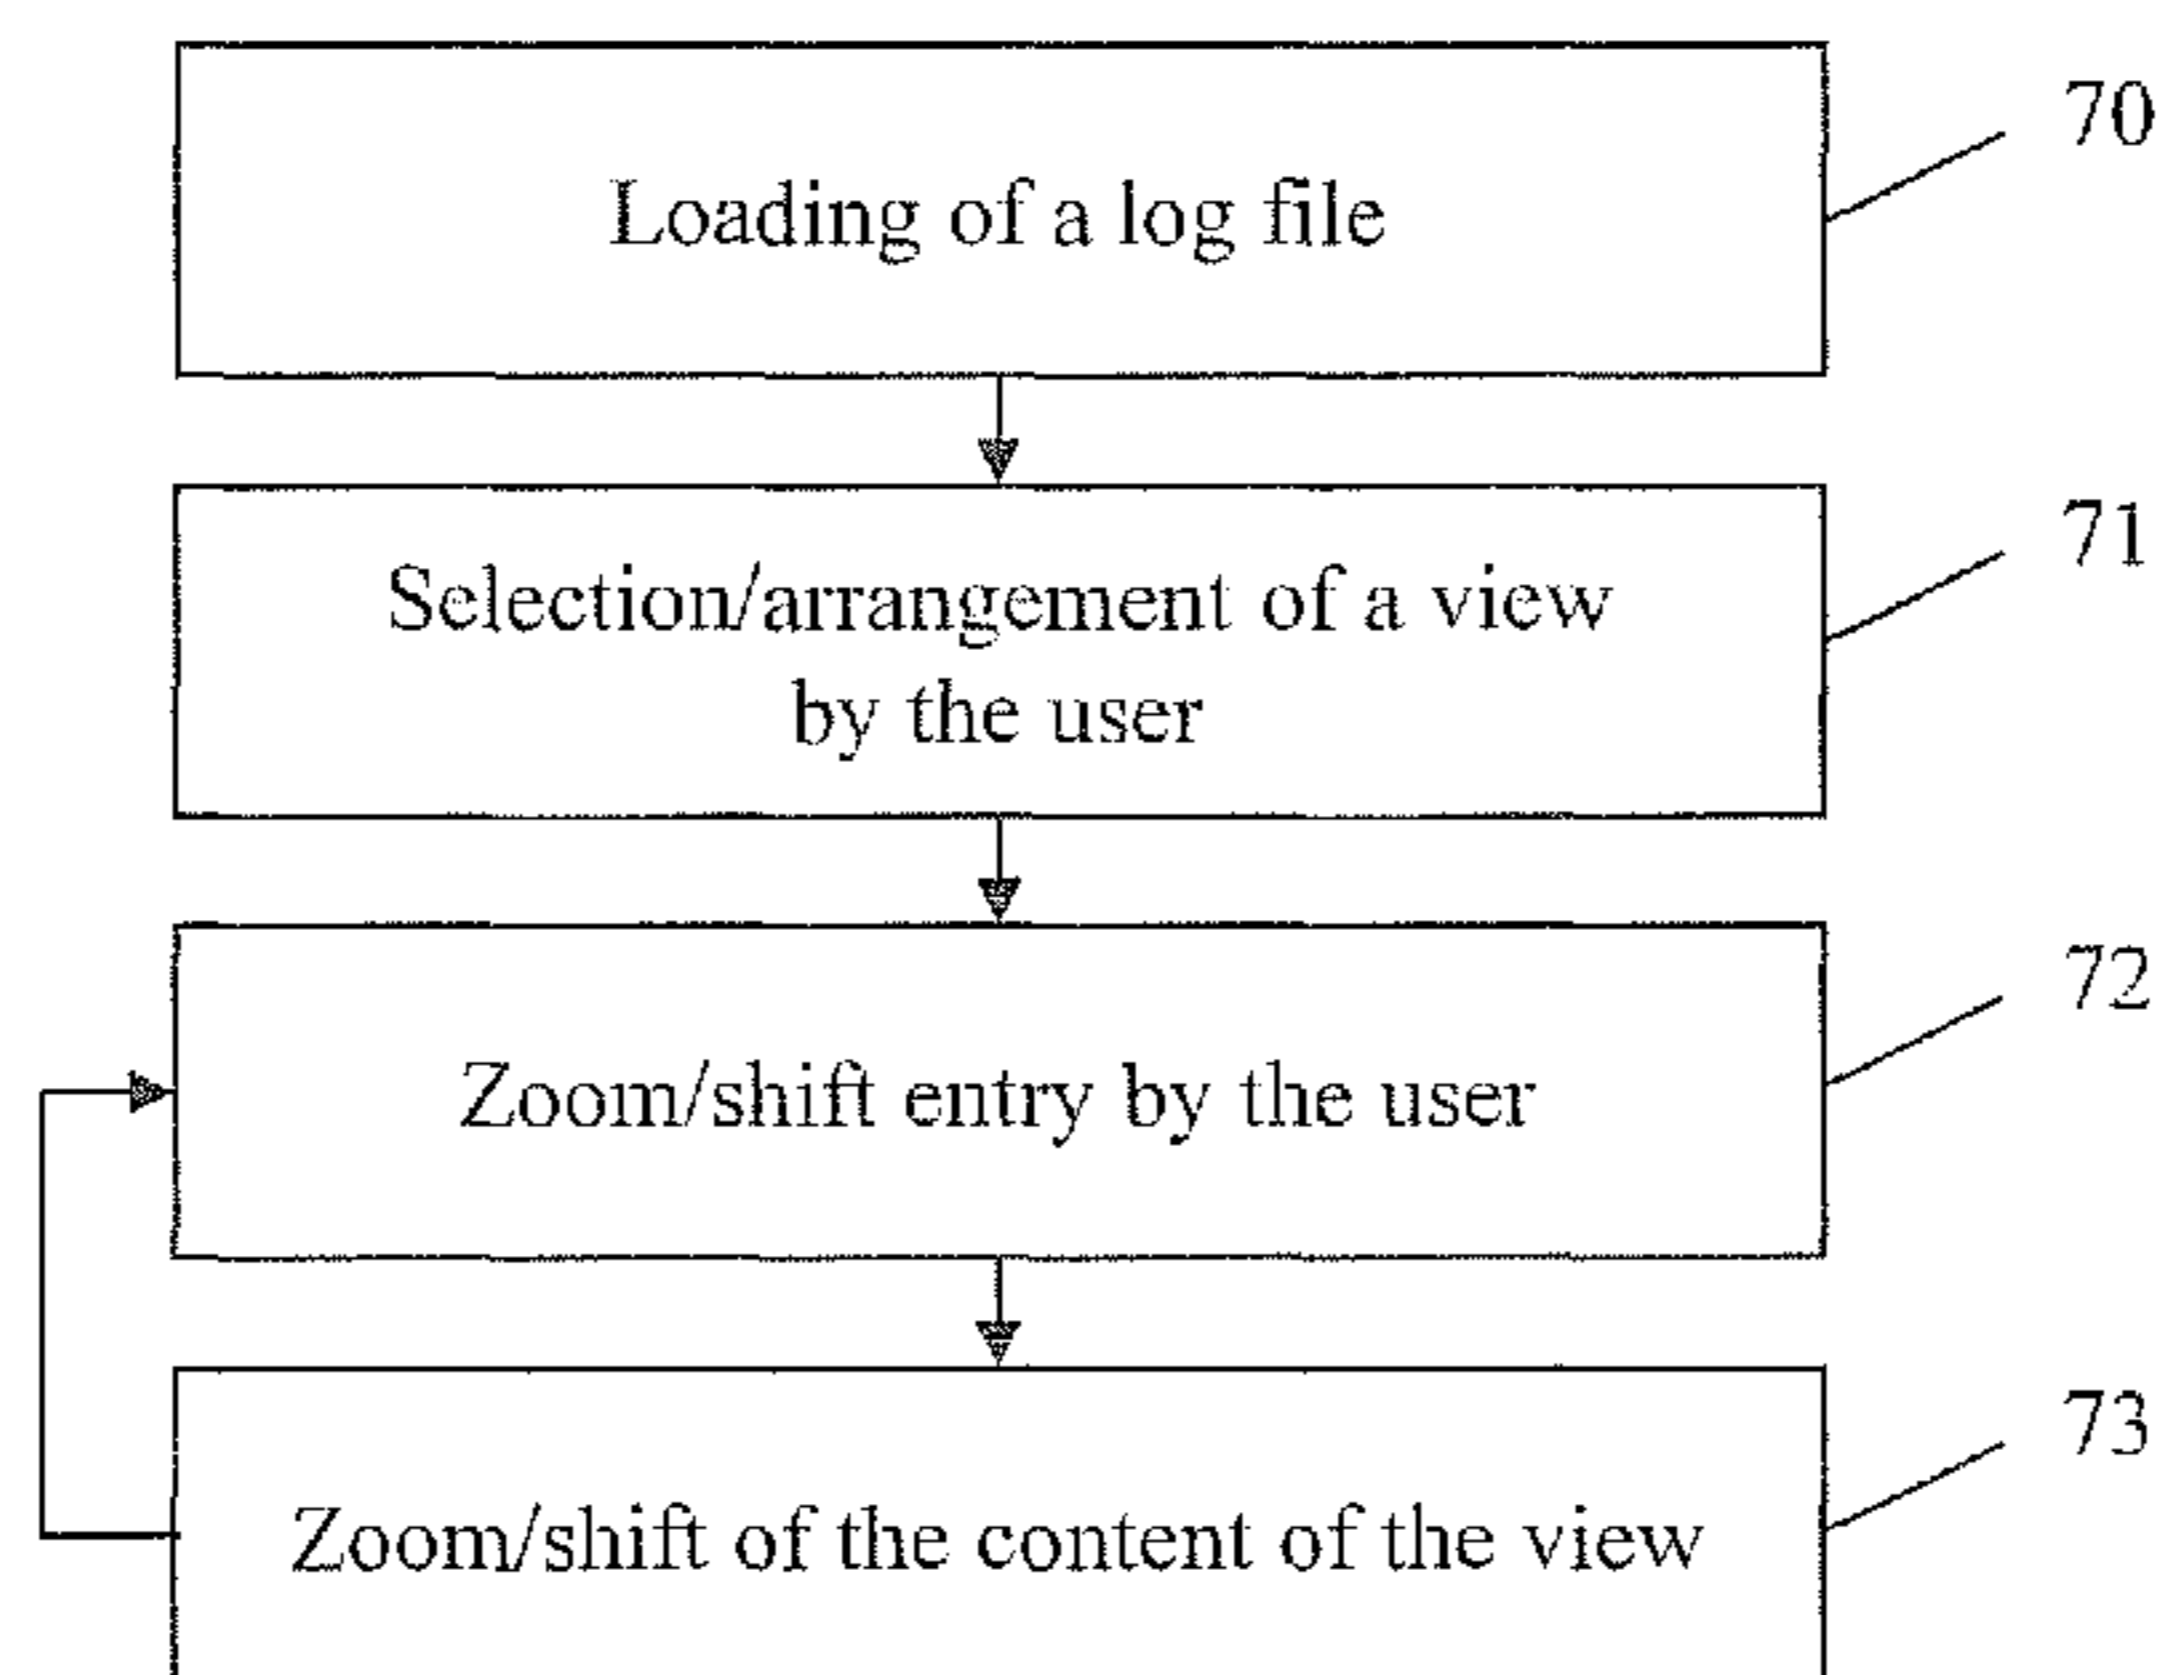 Loading of a log file
70
Selection/arrangement of a view
by the user
71
Zoom/shift entry by the user
72
Zoom/shift of the content of the view
73